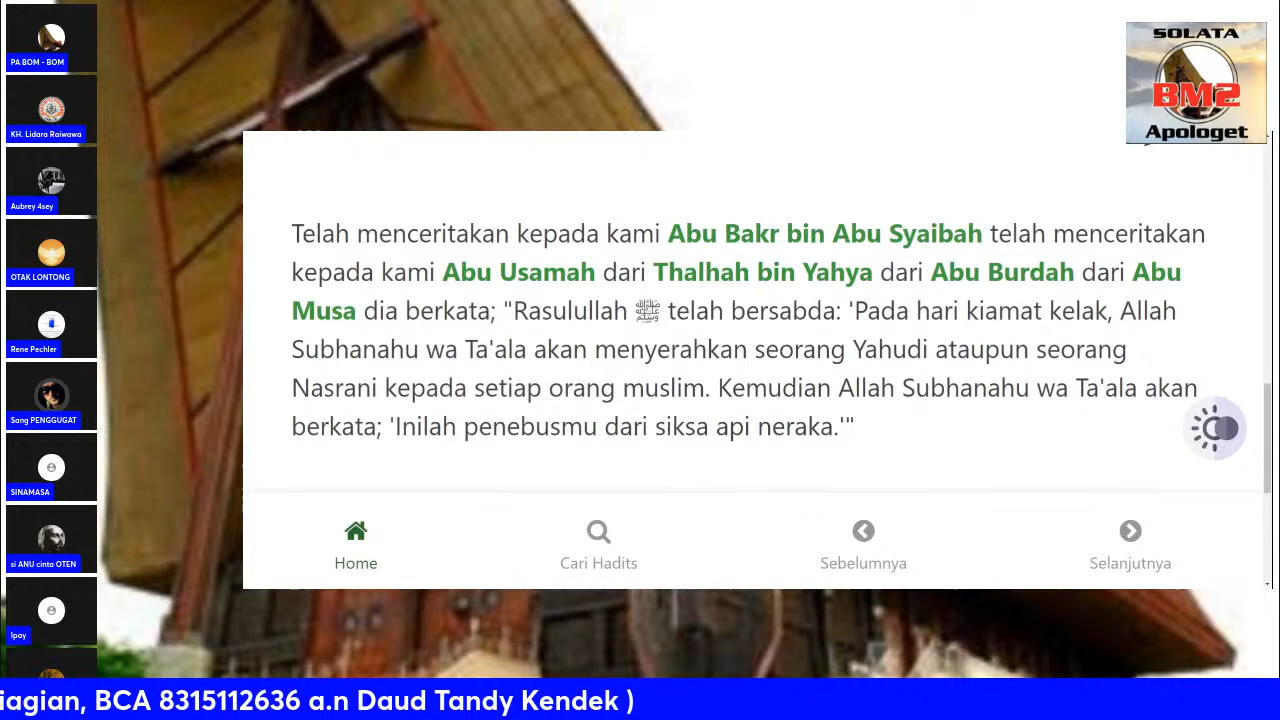 PA BOM - BOM
KH. Lidara Raiwawa
Aubrey 4sey
OTAK LONTONG
Rene Pechler
Sang PENGGUGAT
SINAMASA
si ANU cinta OTEN
Ipay
SOLATA
BM2
Apologet
Telah menceritakan kepada kami Abu Bakr bin Abu Syaibah telah menceritakan
kepada kami Abu Usamah dari Thalhah bin Yahya dari Abu Burdah dari Abu
Musa dia berkata; "Rasulullah ﷺ telah bersabda: 'Pada hari kiamat kelak, Allah
Subhanahu wa Ta'ala akan menyerahkan seorang Yahudi ataupun seorang
Nasrani kepada setiap orang muslim. Kemudian Allah Subhanahu wa Ta'ala akan
berkata; 'Inilah penebusmu dari siksa api neraka.'"
Home
Cari Hadits
Sebelumnya
Selanjutnya
iagian, BCA 8315112636 a.n Daud Tandy Kendek )